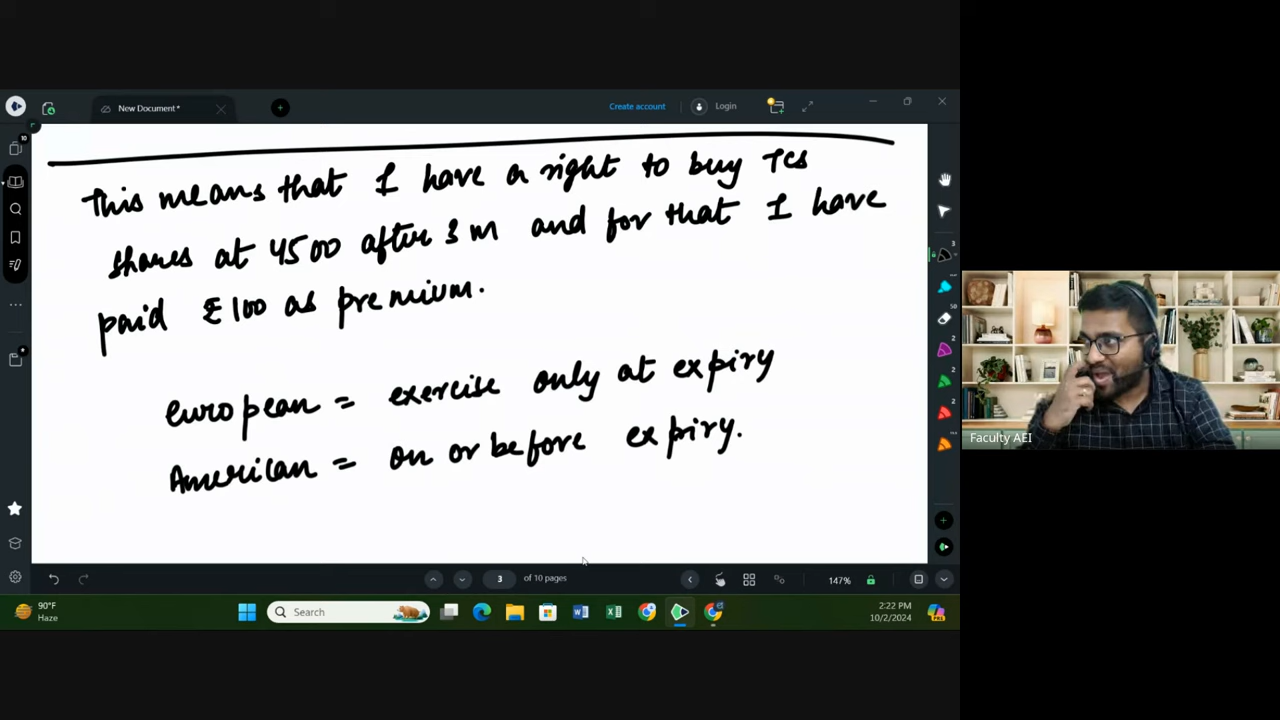 New Document*
Create account
Login
This means that I have a right to buy TCS
shares at 4500 after 3 m and for that I have
paid ₹100 as premium.
European = exercise only at expiry
American = on or before expiry.
Faculty AEI
3 of 10 pages
147%
90°F
Haze
Search
2:22 PM
10/2/2024